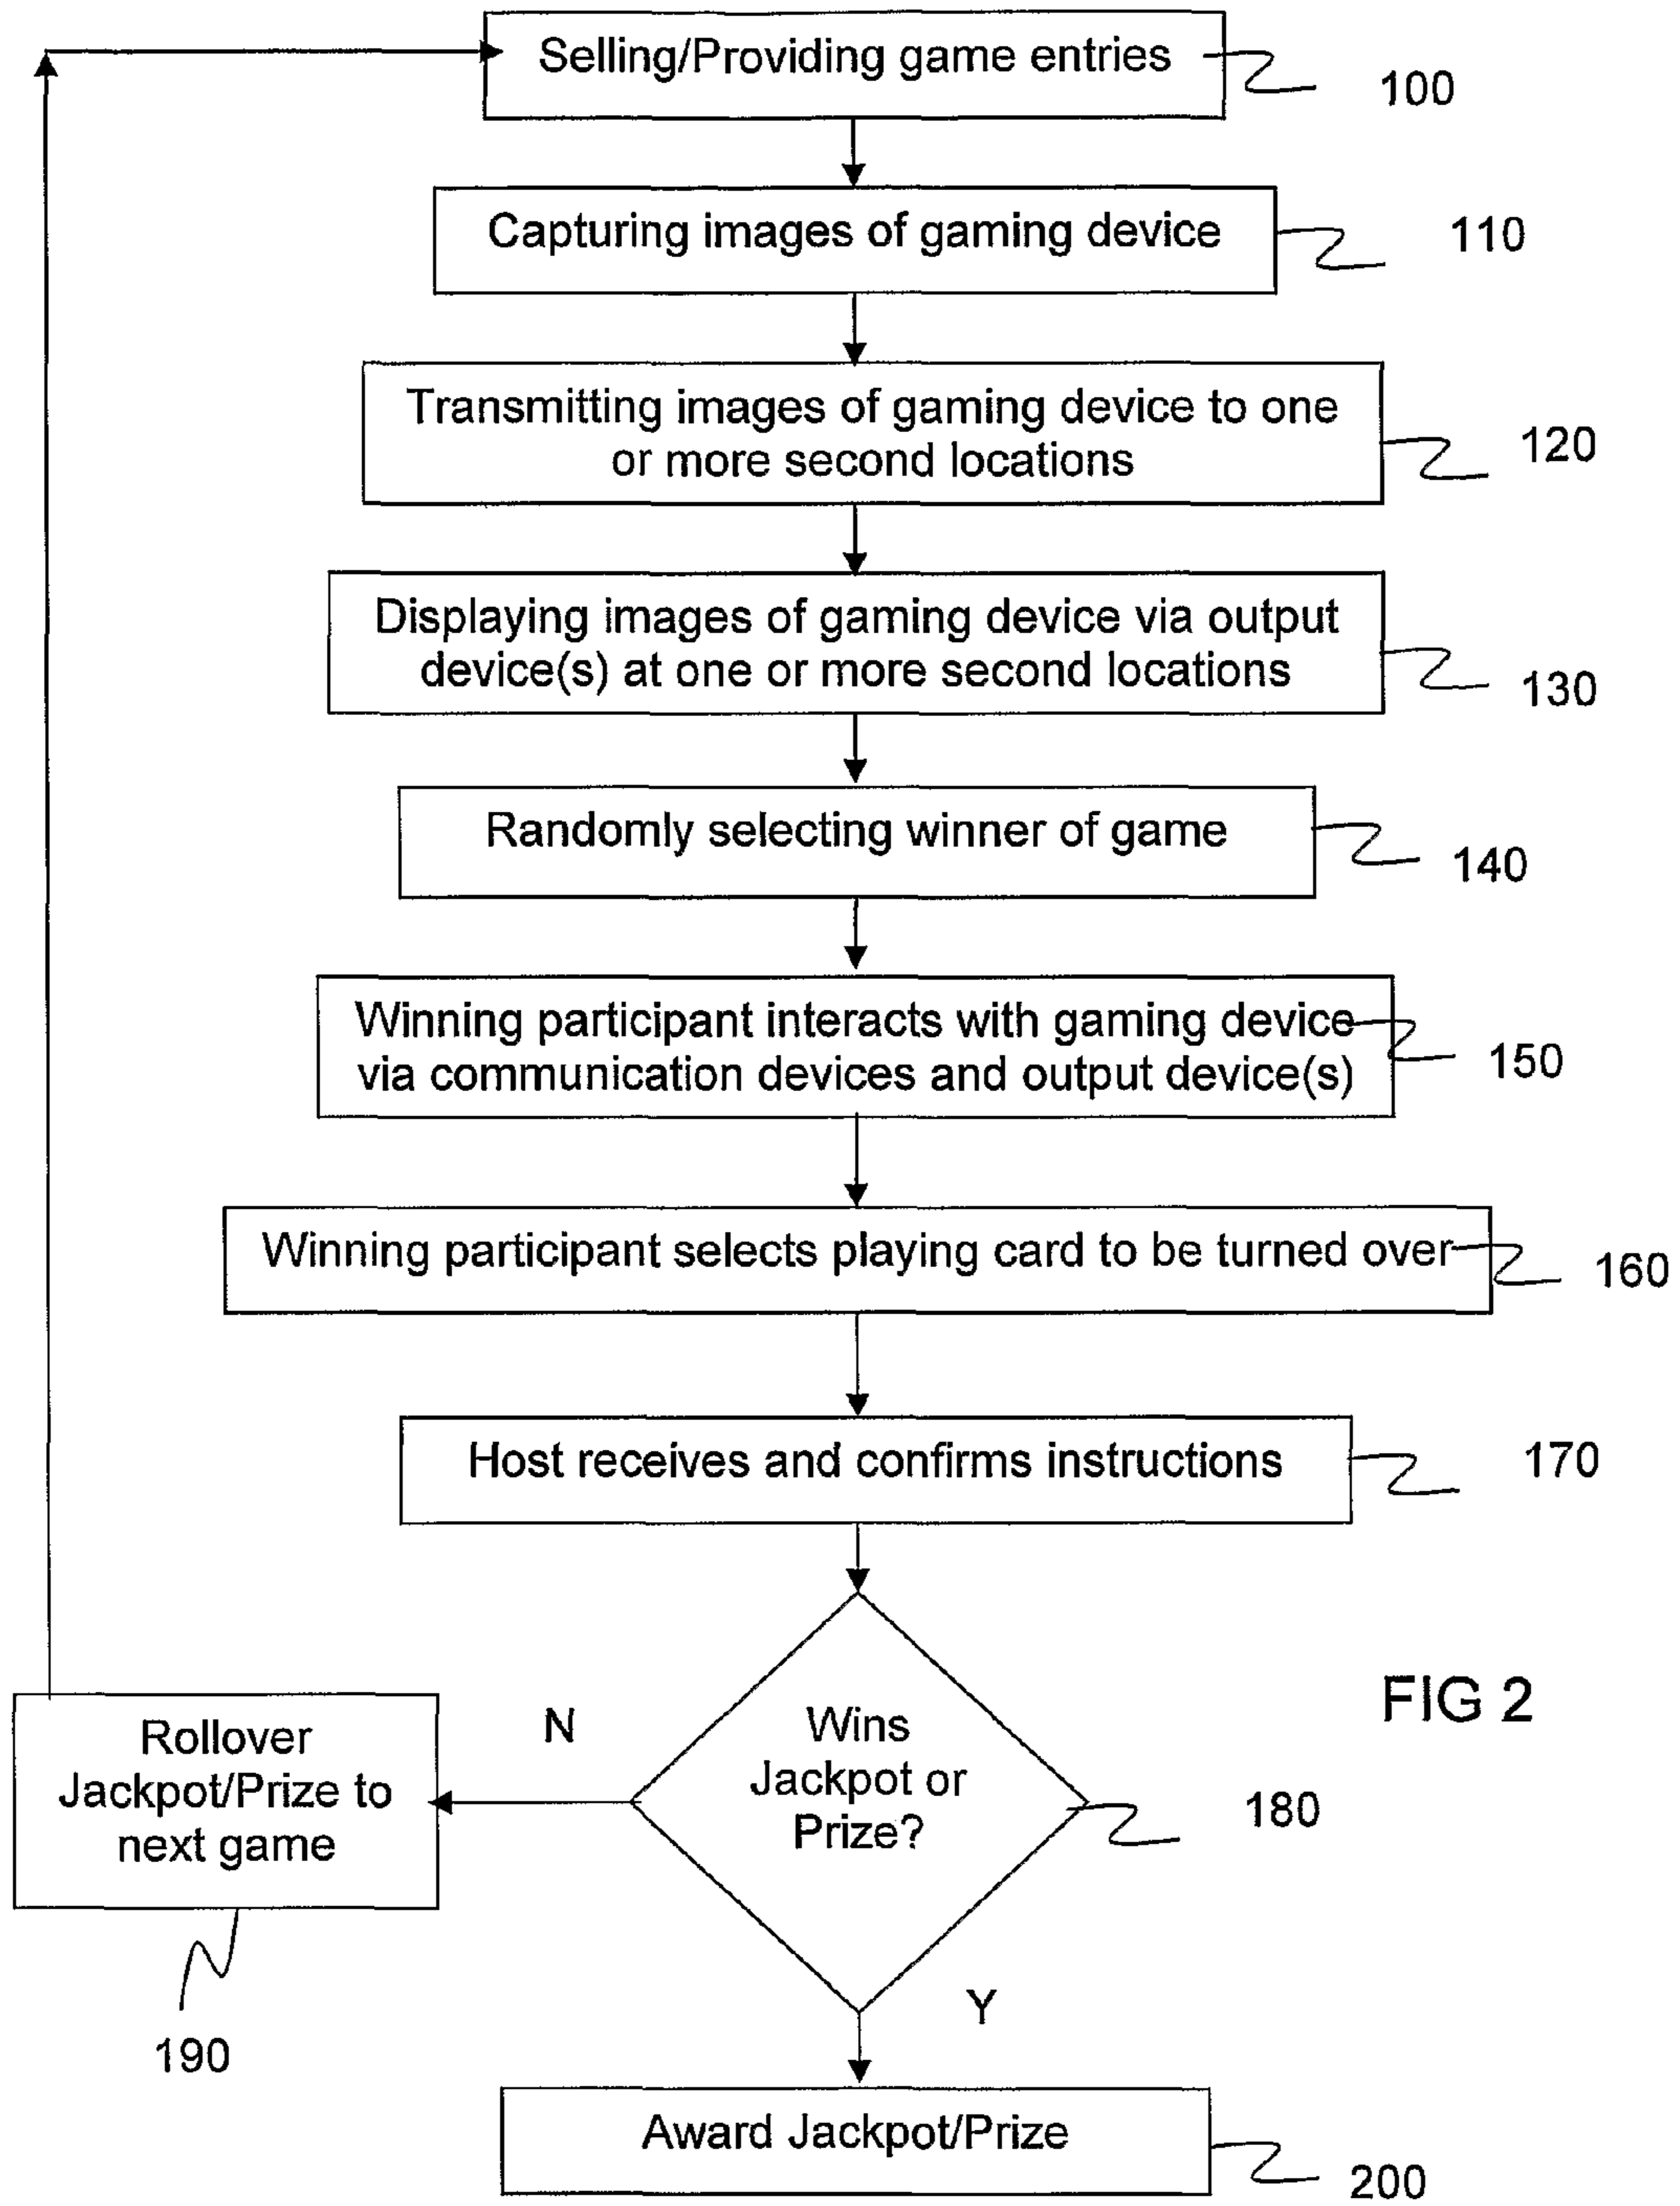 Selling/Providing game entries
100
Capturing images of gaming device
110
Transmitting images of gaming device to one
or more second locations
120
Displaying images of gaming device via output
device(s) at one or more second locations
130
Randomly selecting winner of game
140
Winning participant interacts with gaming device
via communication devices and output device(s)
150
Winning participant selects playing card to be turned over
160
Host receives and confirms instructions
170
FIG 2
Wins
Jackpot or
Prize?
180
N
Rollover
Jackpot/Prize to
next game
190
Y
Award Jackpot/Prize
200